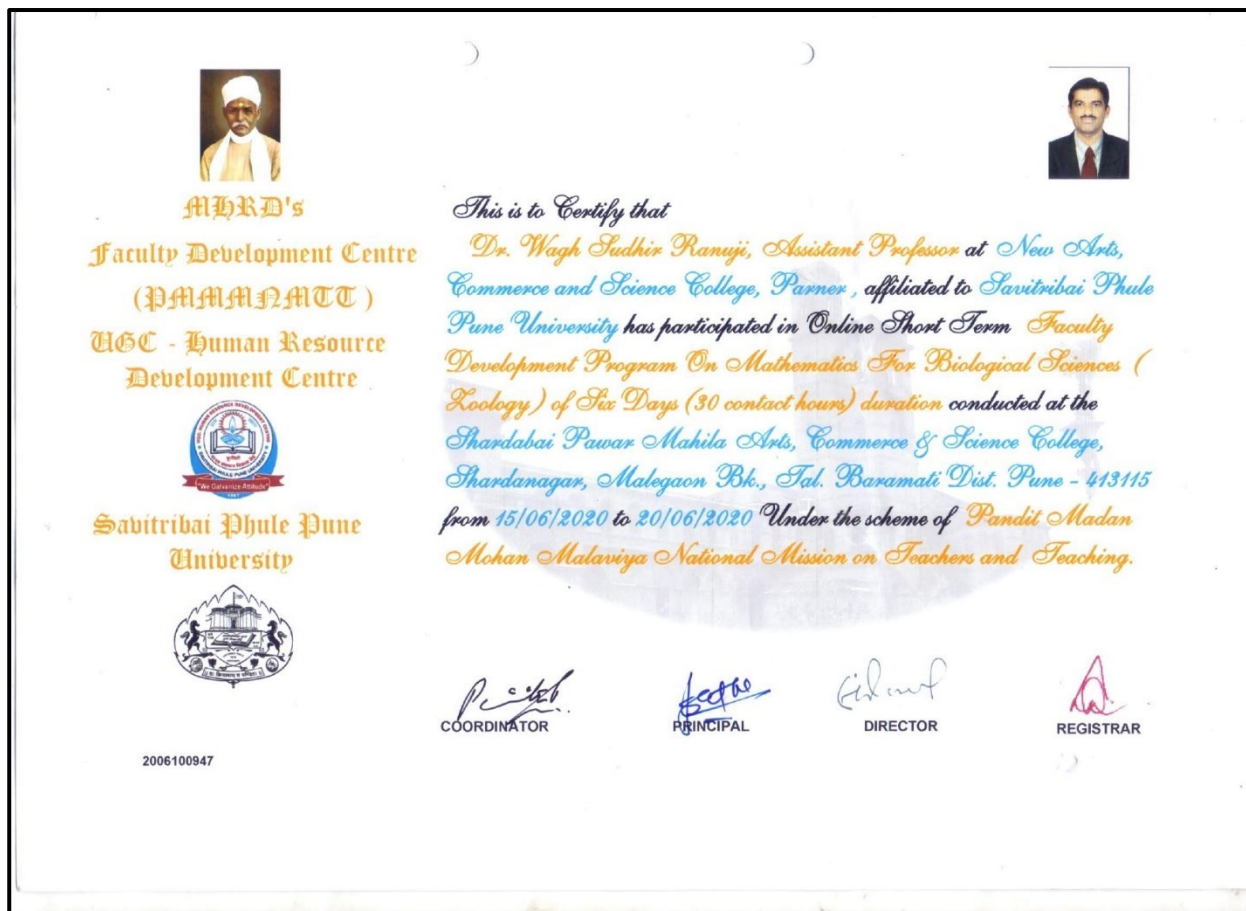 MHRD's
Faculty Development Centre
(PMMMNMTT )
UGC - Human Resource
Development Centre
"We Galvanize Attitude"
Savitribai Phule Pune
University
2006100947
This is to Certify that
Dr. Wagh Sudhir Ranuji, Assistant Professor at New Arts,
Commerce and Science College, Parner , affiliated to Savitribai Phule
Pune University has participated in Online Short Term Faculty
Development Program On Mathematics For Biological Sciences (
Zoology) of Six Days (30 contact hours) duration conducted at the
Shardabai Pawar Mahila Arts, Commerce & Science College,
Shardanagar, Malegaon Bk., Tal. Baramati Dist. Pune - 413115
from 15/06/2020 to 20/06/2020 Under the scheme of Pandit Madan
Mohan Malaviya National Mission on Teachers and Teaching.
COORDINATOR PRINCIPAL DIRECTOR REGISTRAR